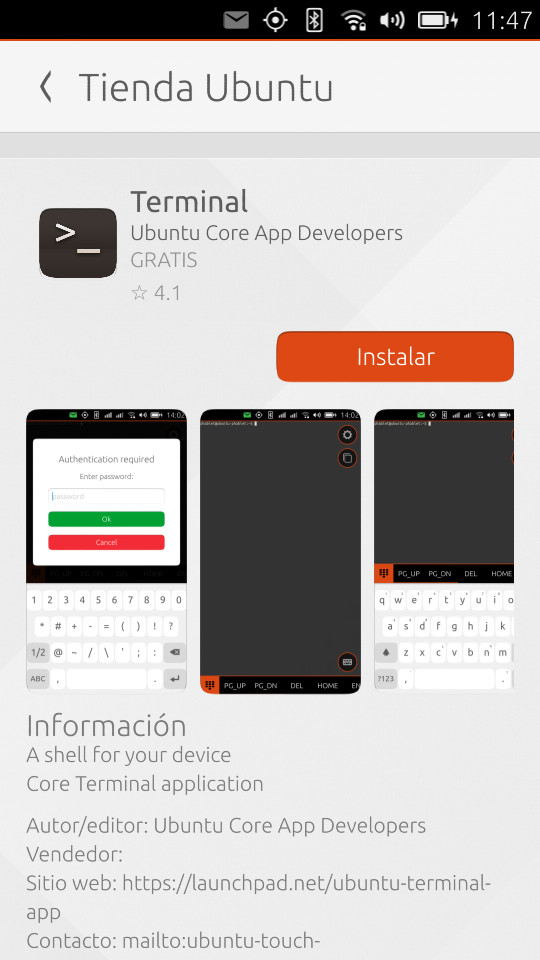 11:47
Tienda Ubuntu
>_
Terminal
Ubuntu Core App Developers
GRATIS
☆ 4.1
Instalar
14:02
Authentication required
Enter password:
password
Ok
Cancel
1 2 3 4 5 6 7 8 9 0
* # + - = ( ) ! ?
1/2 @ ~ / \ ' ; :
ABC , .
14:02
PG_UP PG_DN DEL HOME EN
PG_UP PG_DN DEL HOME
q w e r t y u i o
a s d f g h j k
z x c v b n m
?123 , .
Información
A shell for your device
Core Terminal application
Autor/editor: Ubuntu Core App Developers
Vendedor:
Sitio web: https://launchpad.net/ubuntu-terminal-
app
Contacto: mailto:ubuntu-touch-